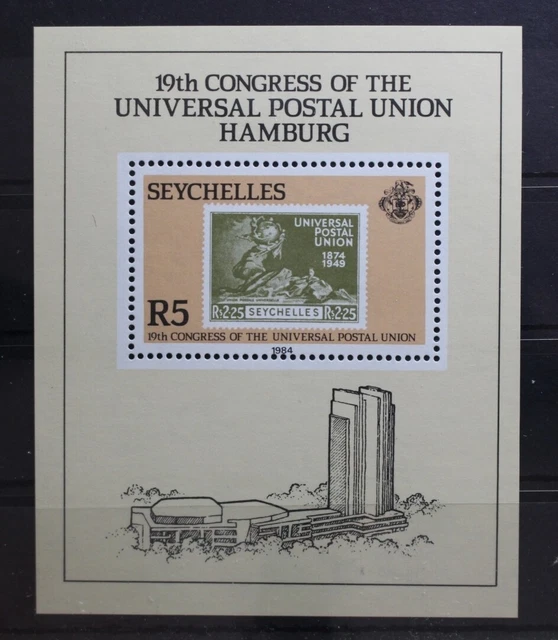 19th CONGRESS OF THE
UNIVERSAL POSTAL UNION
HAMBURG
SEYCHELLES
UNIVERSAL
POSTAL
UNION
1874
1949
Rs2·25 SEYCHELLES Rs2·25
R5
19th CONGRESS OF THE UNIVERSAL POSTAL UNION
1984